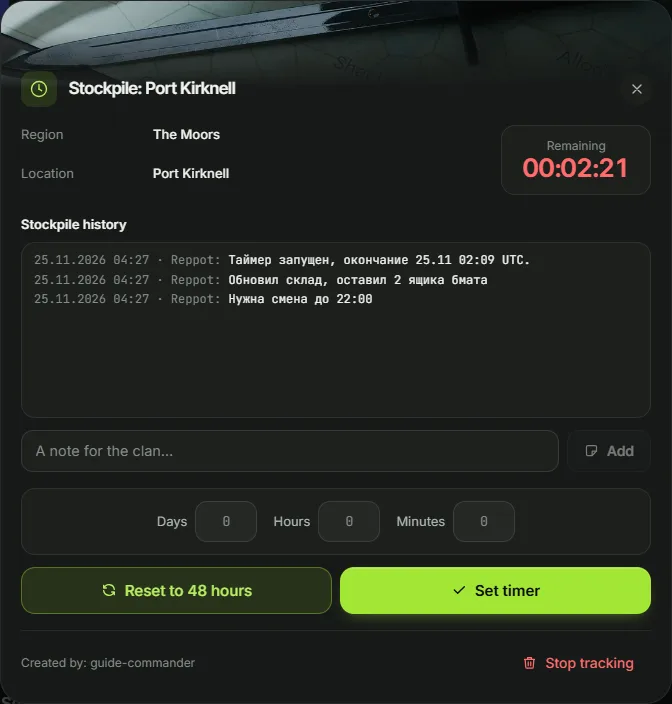 Stockpile: Port Kirknell
Region The Moors
Remaining
00:02:21
Location Port Kirknell
Stockpile history
25.11.2026 04:27 · Reppot: Таймер запущен, окончание 25.11 02:09 UTC.
25.11.2026 04:27 · Reppot: Обновил склад, оставил 2 ящика бмата
25.11.2026 04:27 · Reppot: Нужна смена до 22:00
A note for the clan... Add
Days 0 Hours 0 Minutes 0
Reset to 48 hours Set timer
Created by: guide-commander Stop tracking